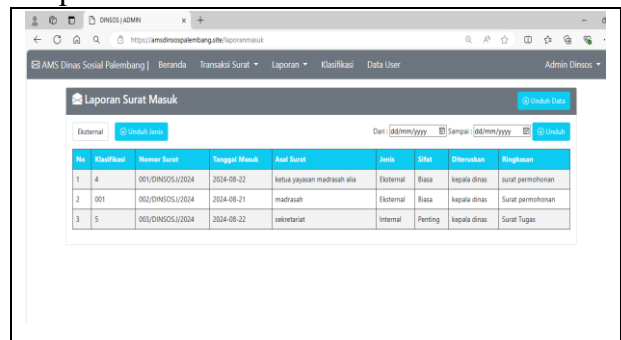 DINSOS | ADMIN
https://amsdinsospalembang.site/laporanmasuk
AMS Dinas Sosial Palembang | Beranda Transaksi Surat Laporan Klasifikasi Data User Admin Dinsos
Laporan Surat Masuk Unduh Data
Eksternal Unduh Jenis Dari : dd/mm/yyyy Sampai : dd/mm/yyyy Unduh
No Klasifikasi Nomor Surat Tanggal Masuk Asal Surat Jenis Sifat Diteruskan Ringkasan
1 4 001/DINSOS.I/2024 2024-08-22 ketua yayasan madrasah alia Eksternal Biasa kepala dinas surat permohonan
2 001 002/DINSOS.I/2024 2024-08-21 madrasah Eksternal Biasa kepala dinas Surat permohonan
3 5 003/DINSOS.I/2024 2024-08-22 sekretariat Internal Penting kepala dinas Surat Tugas